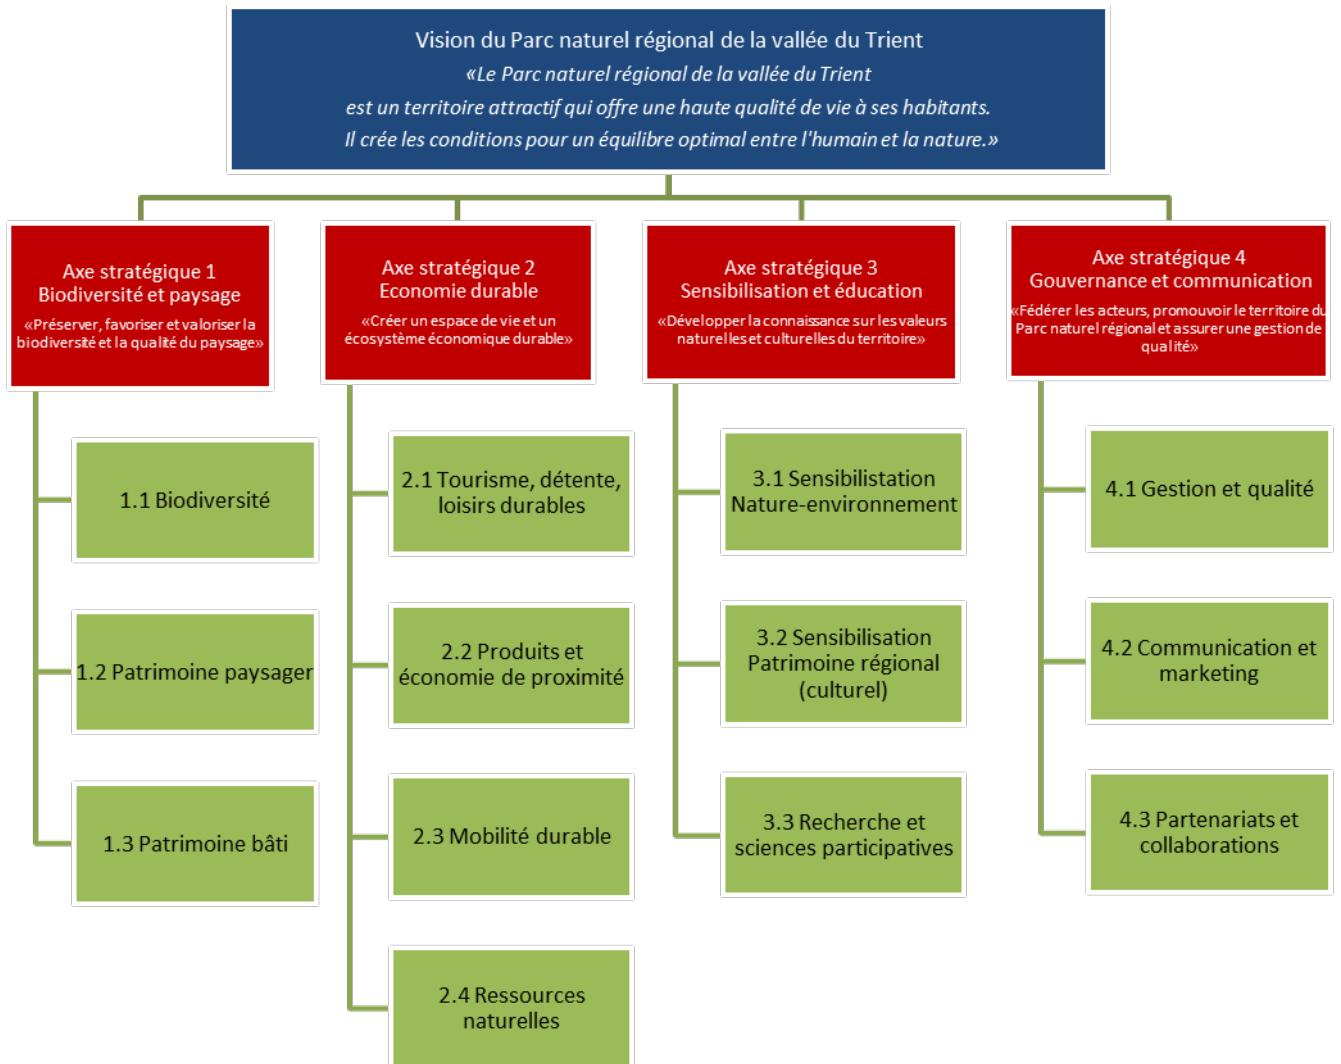 Vision du Parc naturel régional de la vallée du Trient
«Le Parc naturel régional de la vallée du Trient
est un territoire attractif qui offre une haute qualité de vie à ses habitants.
Il crée les conditions pour un équilibre optimal entre l'humain et la nature.»
Axe stratégique 1
Biodiversité et paysage
«Préserver, favoriser et valoriser la
biodiversité et la qualité du paysage»
1.1 Biodiversité
1.2 Patrimoine paysager
1.3 Patrimoine bâti
Axe stratégique 2
Economie durable
«Créer un espace de vie et un
écosystème économique durable»
2.1 Tourisme, détente,
loisirs durables
2.2 Produits et
économie de proximité
2.3 Mobilité durable
2.4 Ressources
naturelles
Axe stratégique 3
Sensibilisation et éducation
«Développer la connaissance sur les valeurs
naturelles et culturelles du territoire»
3.1 Sensibilistation
Nature-environnement
3.2 Sensibilisation
Patrimoine régional
(culturel)
3.3 Recherche et
sciences participatives
Axe stratégique 4
Gouvernance et communication
«Fédérer les acteurs, promouvoir le territoire du
Parc naturel régional et assurer une gestion de
qualité»
4.1 Gestion et qualité
4.2 Communication et
marketing
4.3 Partenariats et
collaborations